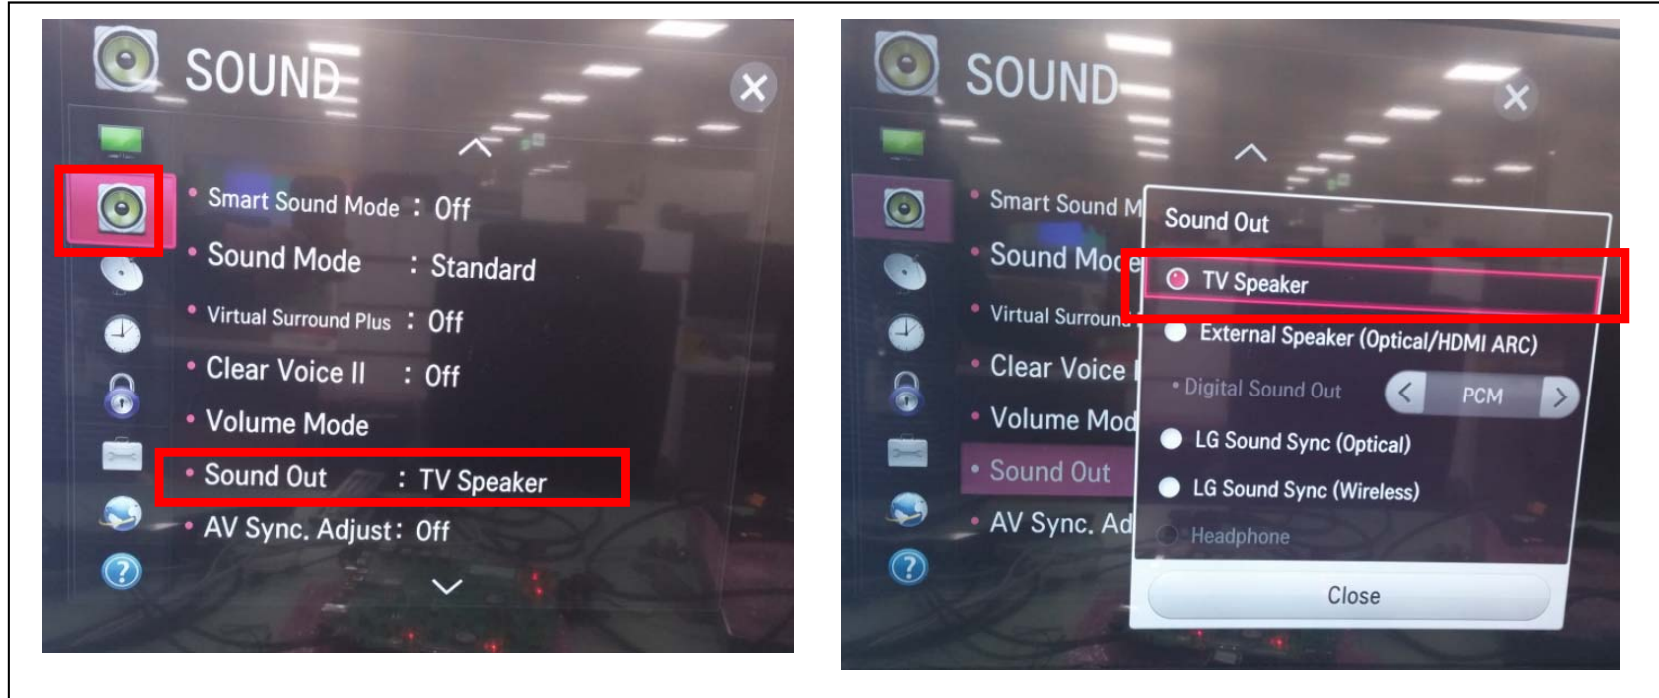 SOUND
Smart Sound Mode : Off
Sound Mode : Standard
Virtual Surround Plus : Off
Clear Voice II : Off
Volume Mode
Sound Out : TV Speaker
AV Sync. Adjust : Off
?
SOUND
Smart Sound M
Sound Mode
Virtual Surround
Clear Voice I
Volume Mod
Sound Out
AV Sync. Ad
?
Sound Out
TV Speaker
External Speaker (Optical/HDMI ARC)
Digital Sound Out < PCM >
LG Sound Sync (Optical)
LG Sound Sync (Wireless)
Headphone
Close